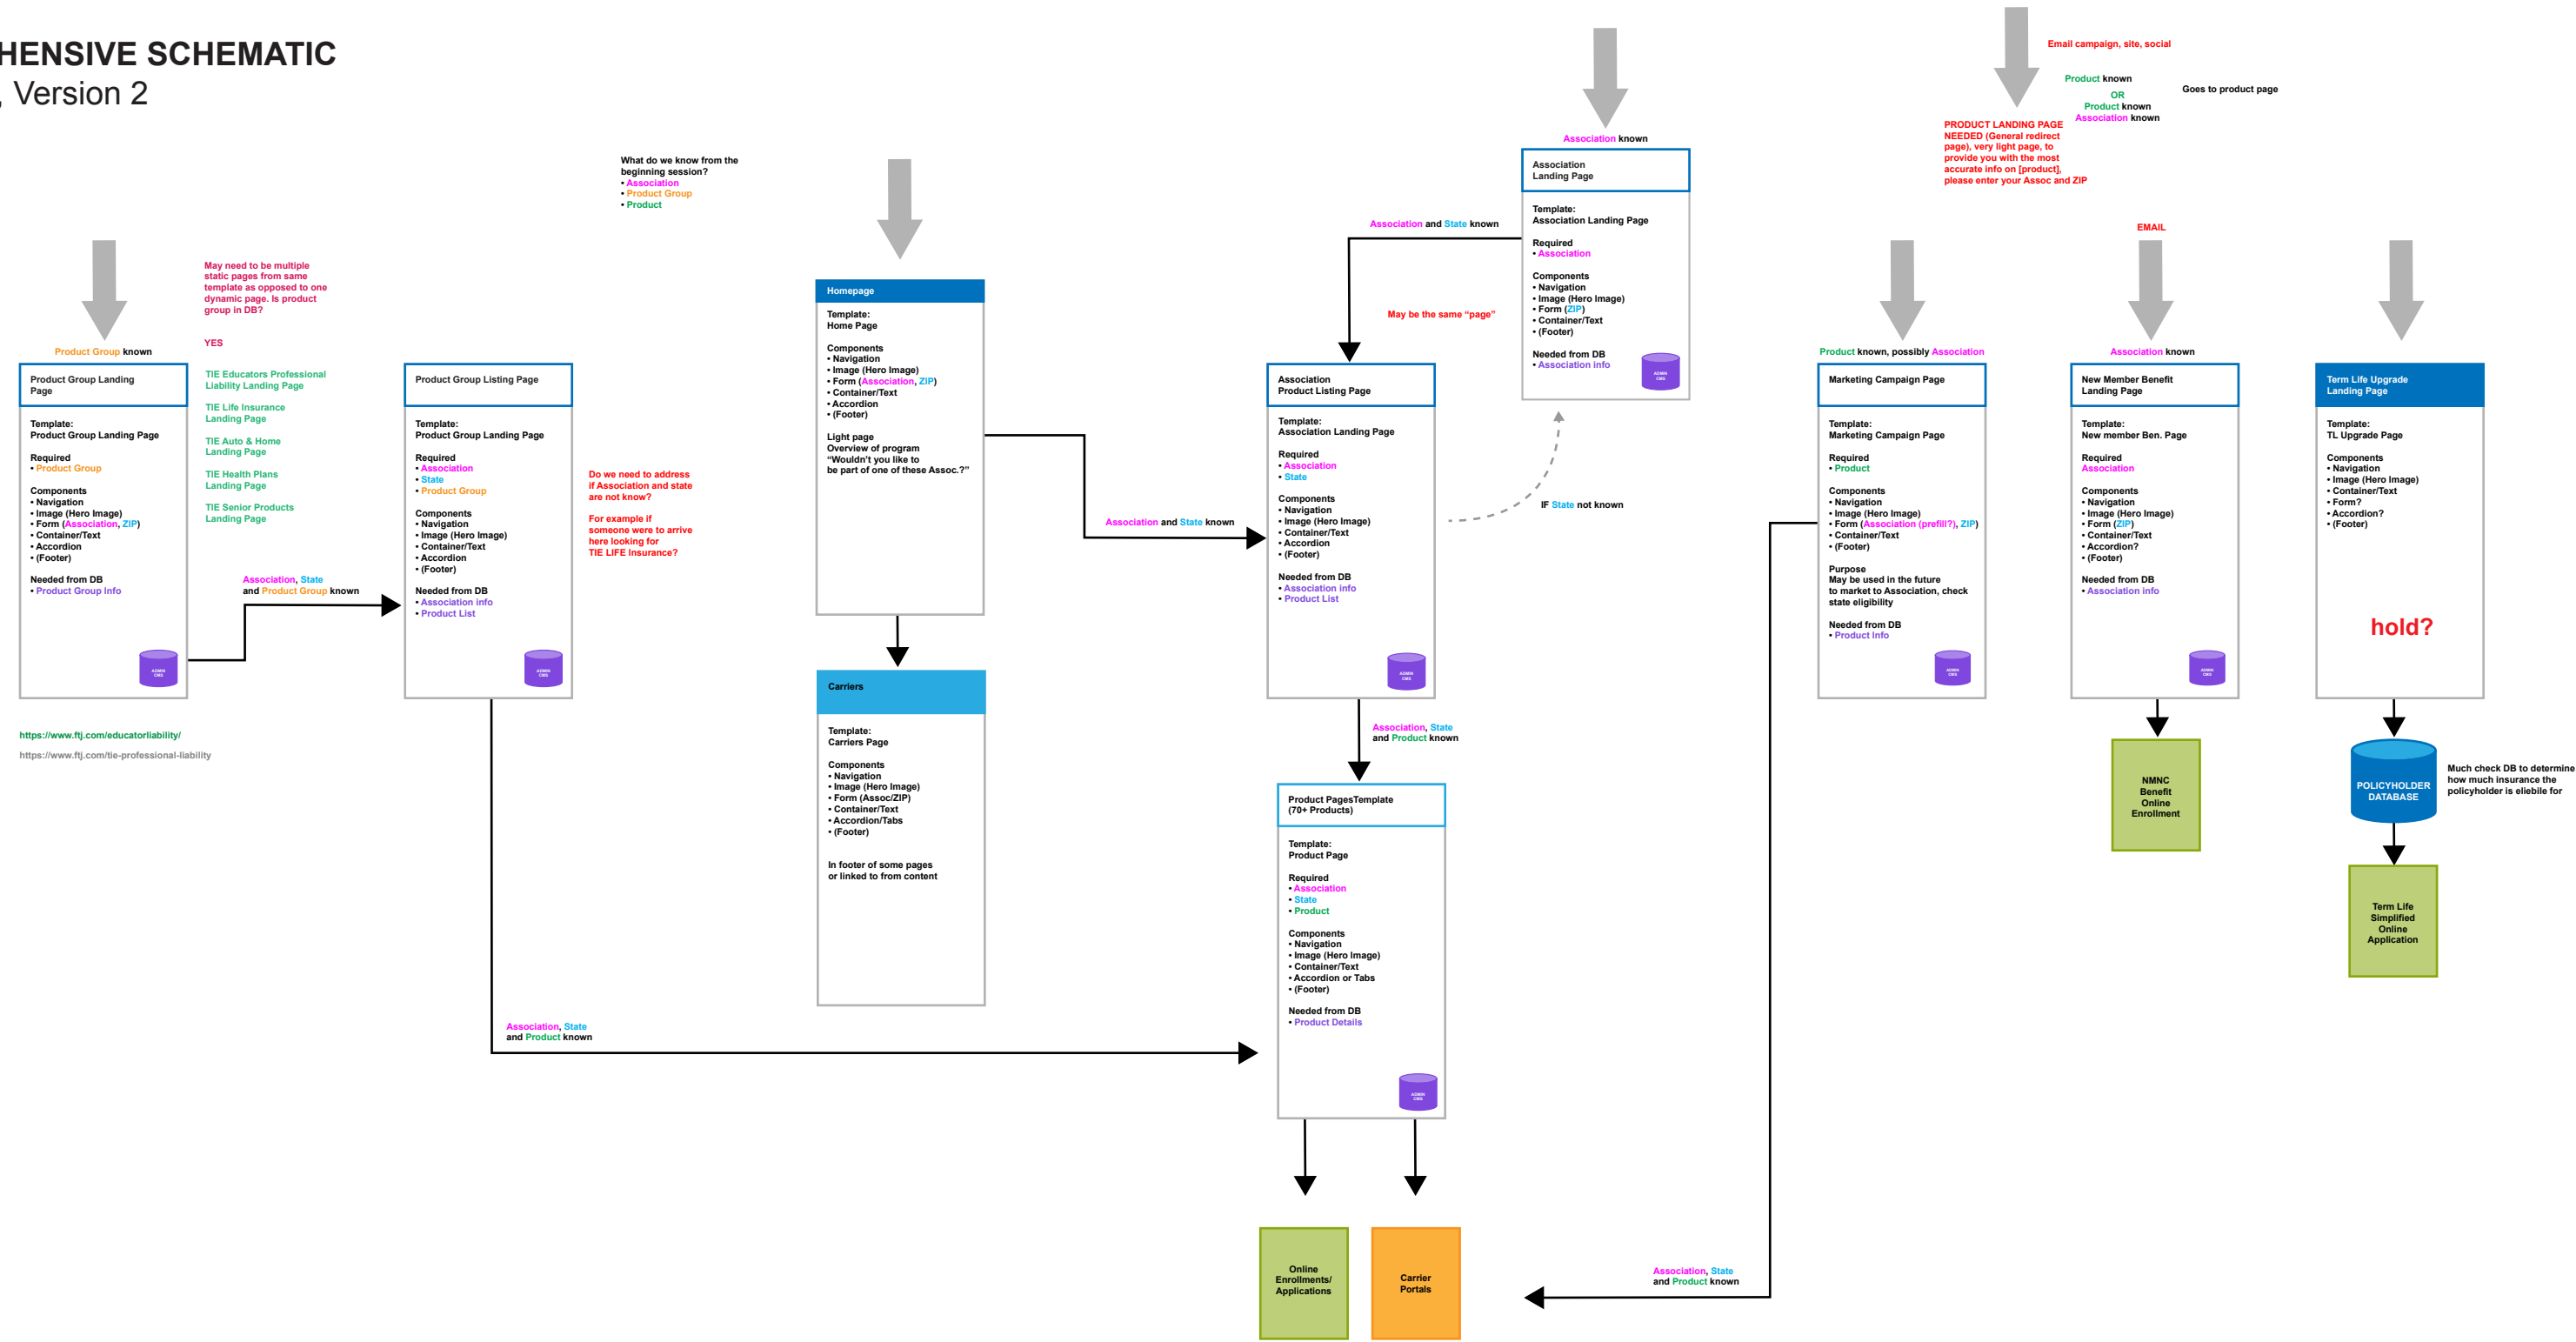 HENSIVE SCHEMATIC
, Version 2
May need to be multiple
static pages from same
template as opposed to one
dynamic page. Is product
group in DB?
YES
TIE Educators Professional
Liability Landing Page
TIE Life Insurance
Landing Page
TIE Auto & Home
Landing Page
TIE Health Plans
Landing Page
TIE Senior Products
Landing Page
Product Group known
Product Group Landing
Page
Template:
Product Group Landing Page
Required
• Product Group
Components
• Navigation
• Image (Hero Image)
• Form (Association, ZIP)
• Container/Text
• Accordion
• (Footer)
Needed from DB
• Product Group Info
ADMIN
CMS
https://www.ftj.com/educatorliability/
https://www.ftj.com/tie-professional-liability
Association, State
and Product Group known
Product Group Listing Page
Template:
Product Group Landing Page
Required
• Association
• State
• Product Group
Components
• Navigation
• Image (Hero Image)
• Container/Text
• Accordion
• (Footer)
Needed from DB
• Association info
• Product List
ADMIN
CMS
Do we need to address
if Association and state
are not know?
For example if
someone were to arrive
here looking for
TIE LIFE Insurance?
Association, State
and Product known
What do we know from the
beginning session?
• Association
• Product Group
• Product
Homepage
Template:
Home Page
Components
• Navigation
• Image (Hero Image)
• Form (Association, ZIP)
• Container/Text
• Accordion
• (Footer)
Light page
Overview of program
“Wouldn’t you like to
be part of one of these Assoc.?”
Carriers
Template:
Carriers Page
Components
• Navigation
• Image (Hero Image)
• Form (Assoc/ZIP)
• Container/Text
• Accordion/Tabs
• (Footer)
In footer of some pages
or linked to from content
Association and State known
Association known
Association
Landing Page
Template:
Association Landing Page
Required
• Association
Components
• Navigation
• Image (Hero Image)
• Form (ZIP)
• Container/Text
• (Footer)
Needed from DB
• Association info
ADMIN
CMS
Association and State known
May be the same “page”
Association
Product Listing Page
Template:
Association Landing Page
Required
• Association
• State
Components
• Navigation
• Image (Hero Image)
• Container/Text
• Accordion
• (Footer)
Needed from DB
• Association info
• Product List
ADMIN
CMS
IF State not known
Association, State
and Product known
Product PagesTemplate
(70+ Products)
Template:
Product Page
Required
• Association
• State
• Product
Components
• Navigation
• Image (Hero Image)
• Container/Text
• Accordion or Tabs
• (Footer)
Needed from DB
• Product Details
ADMIN
CMS
Online
Enrollments/
Applications
Carrier
Portals
Association, State
and Product known
Email campaign, site, social
Product known
OR
Product known
Association known
Goes to product page
PRODUCT LANDING PAGE
NEEDED (General redirect
page), very light page, to
provide you with the most
accurate info on [product],
please enter your Assoc and ZIP
Product known, possibly Association
Marketing Campaign Page
Template:
Marketing Campaign Page
Required
• Product
Components
• Navigation
• Image (Hero Image)
• Form (Association (prefill?), ZIP)
• Container/Text
• (Footer)
Purpose
May be used in the future
to market to Association, check
state eligibility
Needed from DB
• Product Info
ADMIN
CMS
EMAIL
Association known
New Member Benefit
Landing Page
Template:
New member Ben. Page
Required
Association
Components
• Navigation
• Image (Hero Image)
• Form (ZIP)
• Container/Text
• Accordion?
• (Footer)
Needed from DB
• Association info
ADMIN
CMS
NMNC
Benefit
Online
Enrollment
Term Life Upgrade
Landing Page
Template:
TL Upgrade Page
Components
• Navigation
• Image (Hero Image)
• Container/Text
• Form?
• Accordion?
• (Footer)
hold?
POLICYHOLDER
DATABASE
Much check DB to determine
how much insurance the
policyholder is eliebile for
Term Life
Simplified
Online
Application